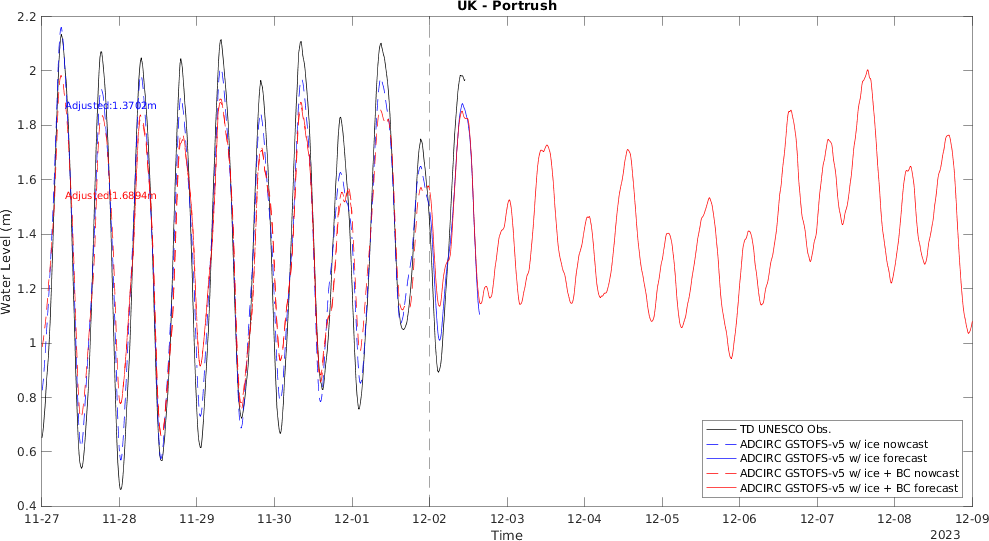 UK - Portrush
2.2
2
1.8
1.6
1.4
1.2
1
0.8
0.6
0.4
Water Level (m)
Adjusted:1.3702m
Adjusted:1.6894m
TD UNESCO Obs.
ADCIRC GSTOFS-v5 w/ ice nowcast
ADCIRC GSTOFS-v5 w/ ice forecast
ADCIRC GSTOFS-v5 w/ ice + BC nowcast
ADCIRC GSTOFS-v5 w/ ice + BC forecast
11-27 11-28 11-29 11-30 12-01 12-02 12-03 12-04 12-05 12-06 12-07 12-08 12-09
Time
2023